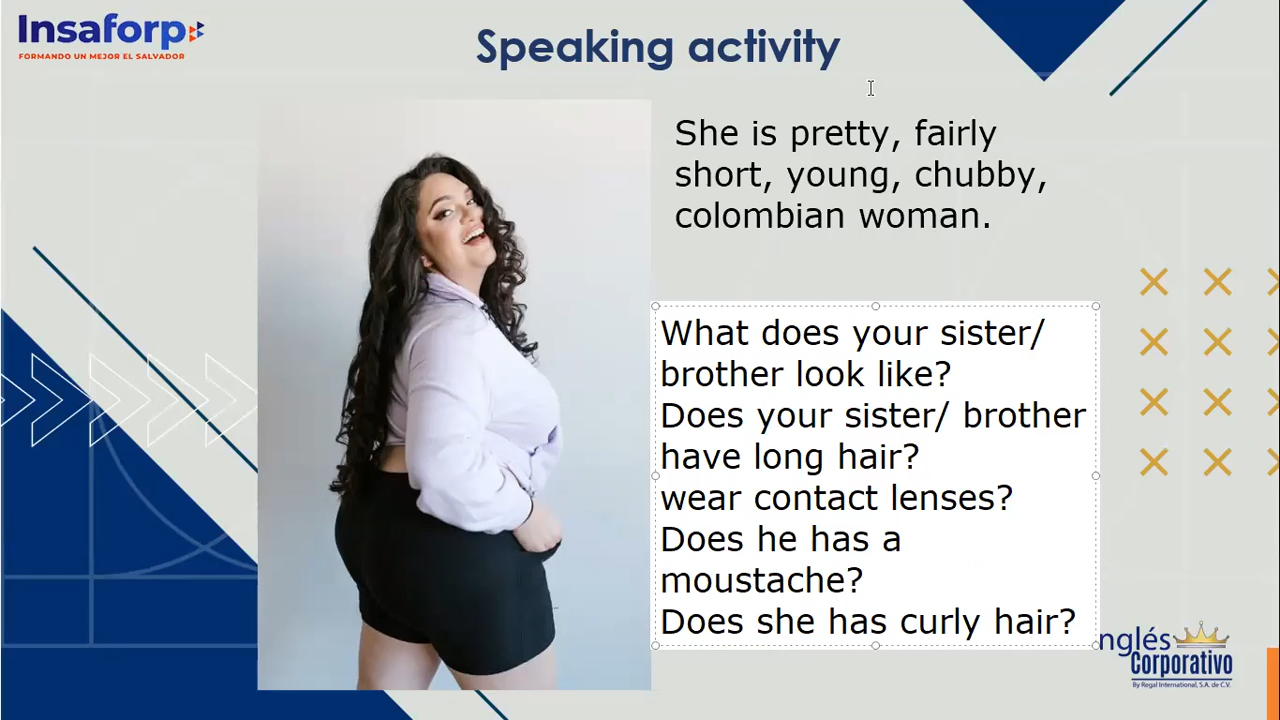 Insaforp
FORMANDO UN MEJOR EL SALVADOR
Speaking activity
She is pretty, fairly
short, young, chubby,
colombian woman.
What does your sister/
brother look like?
Does your sister/ brother
have long hair?
wear contact lenses?
Does he has a
moustache?
Does she has curly hair?
nglés
Corporativo
By Regal International, S.A. de C.V.